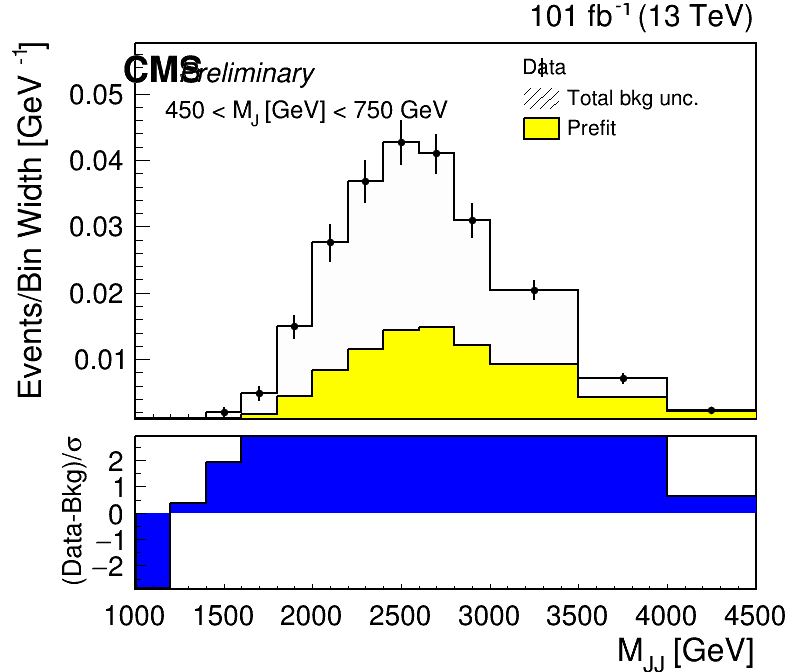 101 fb⁻¹ (13 TeV)
Events/Bin Width [GeV⁻¹]
CMS Preliminary
450 < M_J [GeV] < 750 GeV
Data
Total bkg unc.
Prefit
0.05
0.04
0.03
0.02
0.01
(Data-Bkg)/σ
2
1
0
−1
−2
1000 1500 2000 2500 3000 3500 4000 4500
M_JJ [GeV]